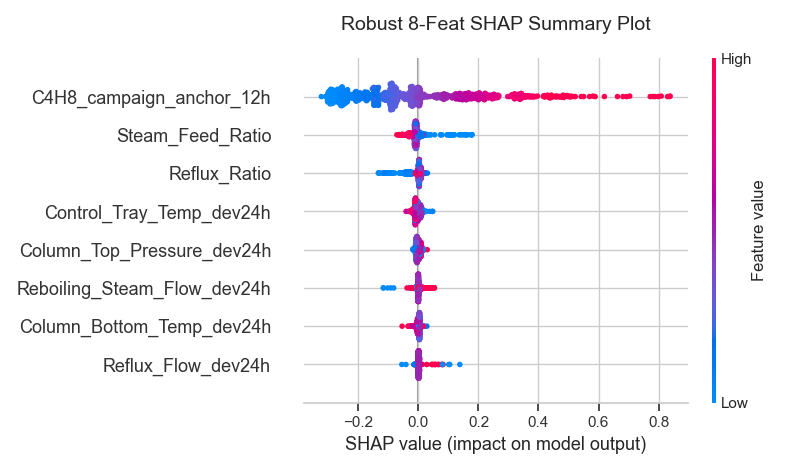 Robust 8-Feat SHAP Summary Plot
High
C4H8_campaign_anchor_12h
Steam_Feed_Ratio
Reflux_Ratio
Control_Tray_Temp_dev24h
Column_Top_Pressure_dev24h
Reboiling_Steam_Flow_dev24h
Column_Bottom_Temp_dev24h
Reflux_Flow_dev24h
Feature value
Low
−0.2 0.0 0.2 0.4 0.6 0.8
SHAP value (impact on model output)